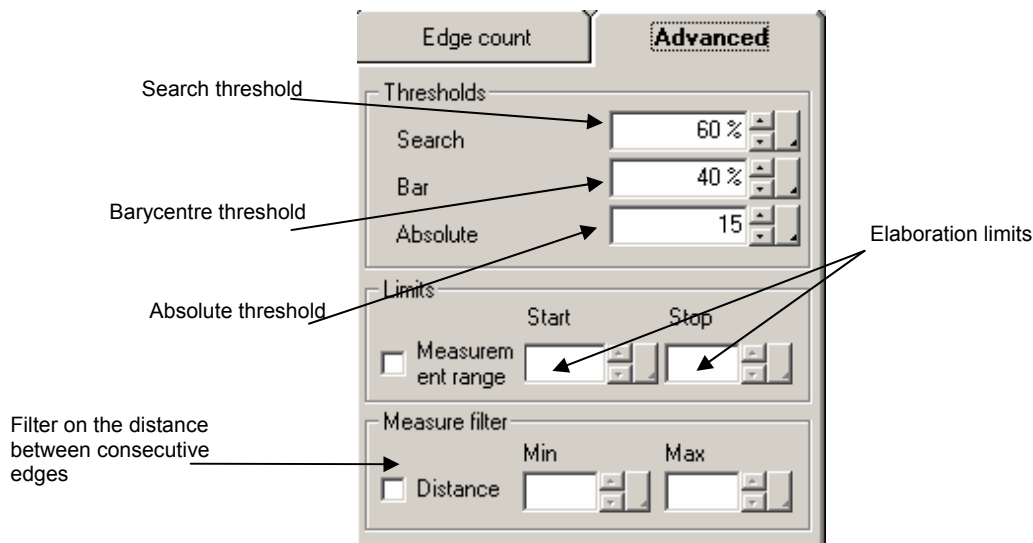 Edge count
Advanced
Search threshold
Thresholds
Search
60 %
Bar
40 %
Barycentre threshold
Absolute
15
Elaboration limits
Absolute threshold
Limits
Start
Stop
Measurem
ent range
Filter on the distance
between consecutive
edges
Measure filter
Min
Max
Distance